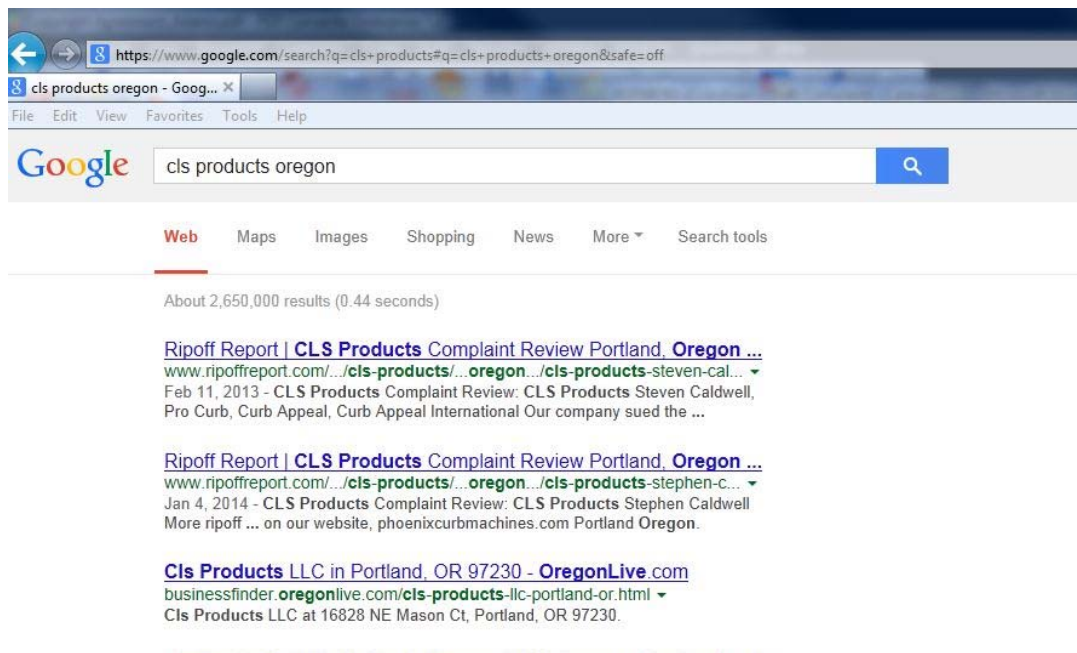 https://www.google.com/search?q=cls+products#q=cls+products+oregon&safe=off
cls products oregon - Goog...
File Edit View Favorites Tools Help
Google cls products oregon
Web Maps Images Shopping News More Search tools
About 2,650,000 results (0.44 seconds)
Ripoff Report | CLS Products Complaint Review Portland, Oregon ...
www.ripoffreport.com/.../cls-products/...oregon.../cls-products-steven-cal...
Feb 11, 2013 - CLS Products Complaint Review: CLS Products Steven Caldwell,
Pro Curb, Curb Appeal, Curb Appeal International Our company sued the ...
Ripoff Report | CLS Products Complaint Review Portland, Oregon ...
www.ripoffreport.com/.../cls-products/...oregon.../cls-products-stephen-c...
Jan 4, 2014 - CLS Products Complaint Review: CLS Products Stephen Caldwell
More ripoff ... on our website, phoenixcurbmachines.com Portland Oregon.
Cls Products LLC in Portland, OR 97230 - OregonLive.com
businessfinder.oregonlive.com/cls-products-llc-portland-or.html
Cls Products LLC at 16828 NE Mason Ct, Portland, OR 97230.